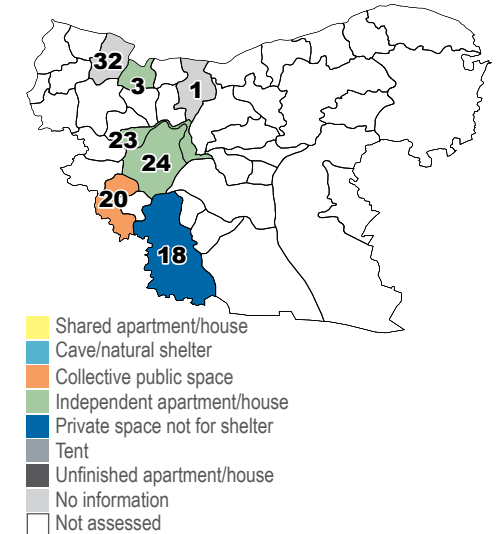 32
3
1
23
24
20
18
Shared apartment/house
Cave/natural shelter
Collective public space
Independent apartment/house
Private space not for shelter
Tent
Unfinished apartment/house
No information
Not assessed